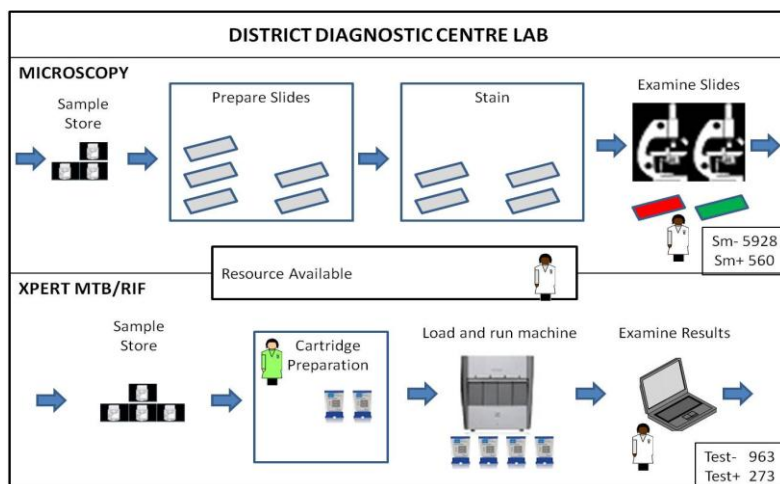 DISTRICT DIAGNOSTIC CENTRE LAB
MICROSCOPY
Sample
Store
Prepare Slides
Stain
Examine Slides
Sm- 5928
Sm+ 560
Resource Available
XPERT MTB/RIF
Sample
Store
Cartridge
Preparation
Load and run machine
Examine Results
Test- 963
Test+ 273